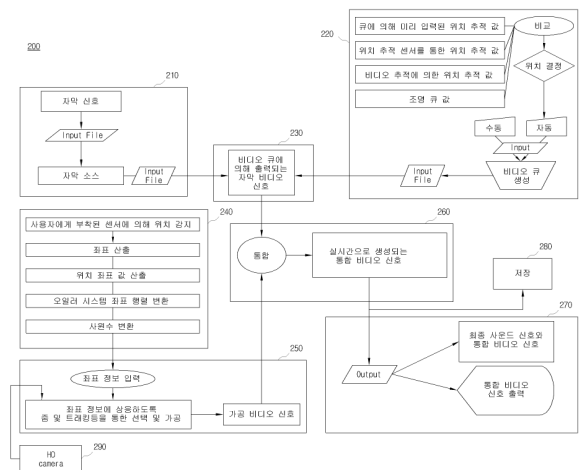 200
210
자막 신호
Input File
자막 소스
Input
File
220
큐에 의해 미리 입력된 위치 추적 값
위치 추적 센서를 통한 위치 추적 값
비디오 추적에 의한 위치 추적 값
조명 큐 값
비교
위치 결정
수동
자동
Input
비디오 큐
생성
Input
File
230
비디오 큐에
의해 출력되는
자막 비디오
신호
240
사용자에게 부착된 센서에 의해 위치 감지
좌표 산출
위치 좌표 값 산출
오일러 시스템 좌표 행렬 변환
사원수 변환
250
좌표 정보 입력
좌표 정보에 상응하도록
줌 및 트래킹등을 통한 선택 및 가공
가공 비디오 신호
260
통합
실시간으로 생성되는
통합 비디오 신호
280
저장
270
Output
최종 사운드 신호와
통합 비디오 신호
통합 비디오
신호 출력
290
HD
camera